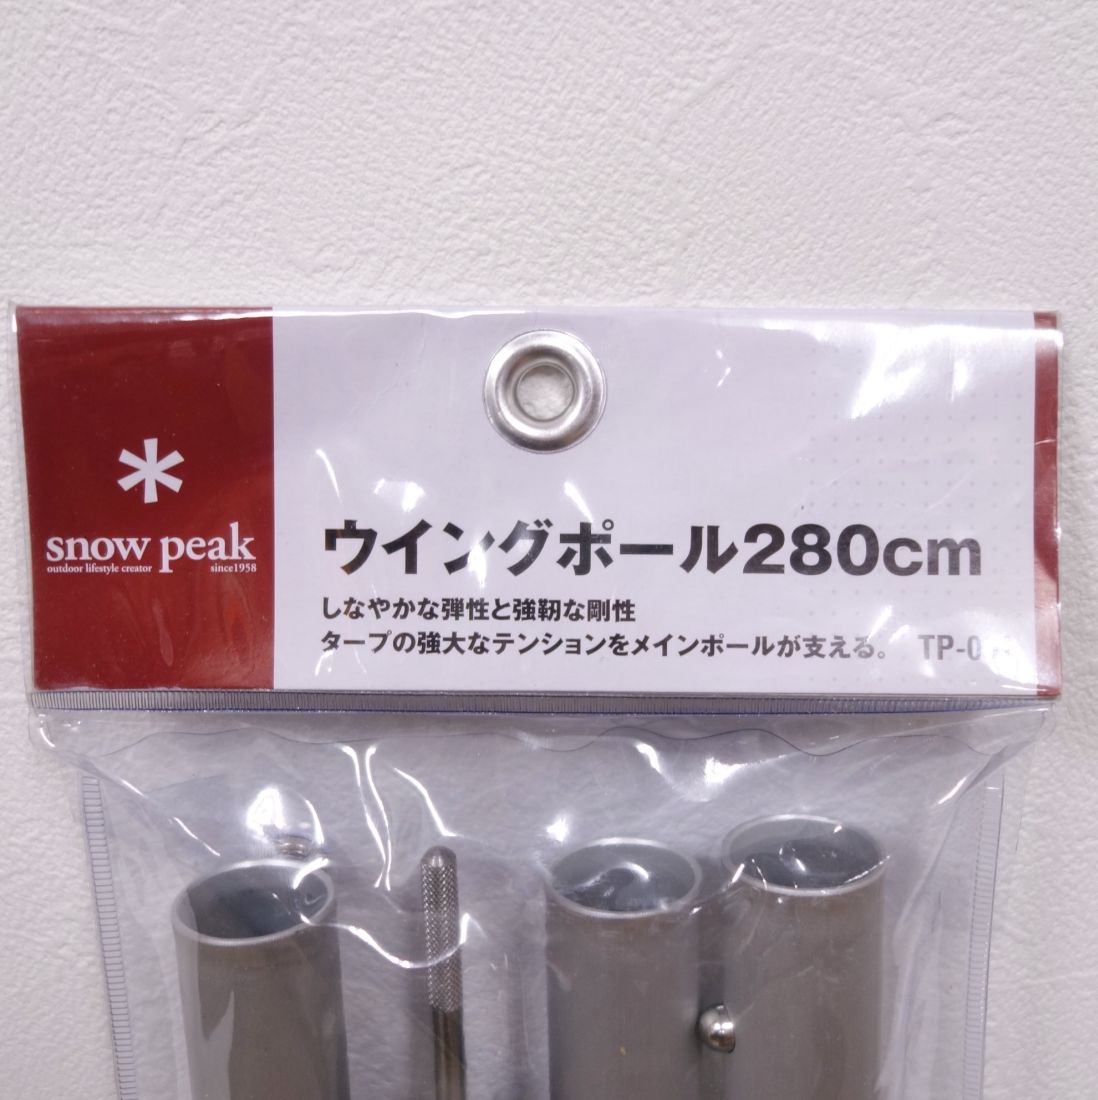 snow peak
outdoor lifestyle creator since1958
ウイングポール280cm
しなやかな弾性と強靭な剛性
タープの強大なテンションをメインポールが支える。